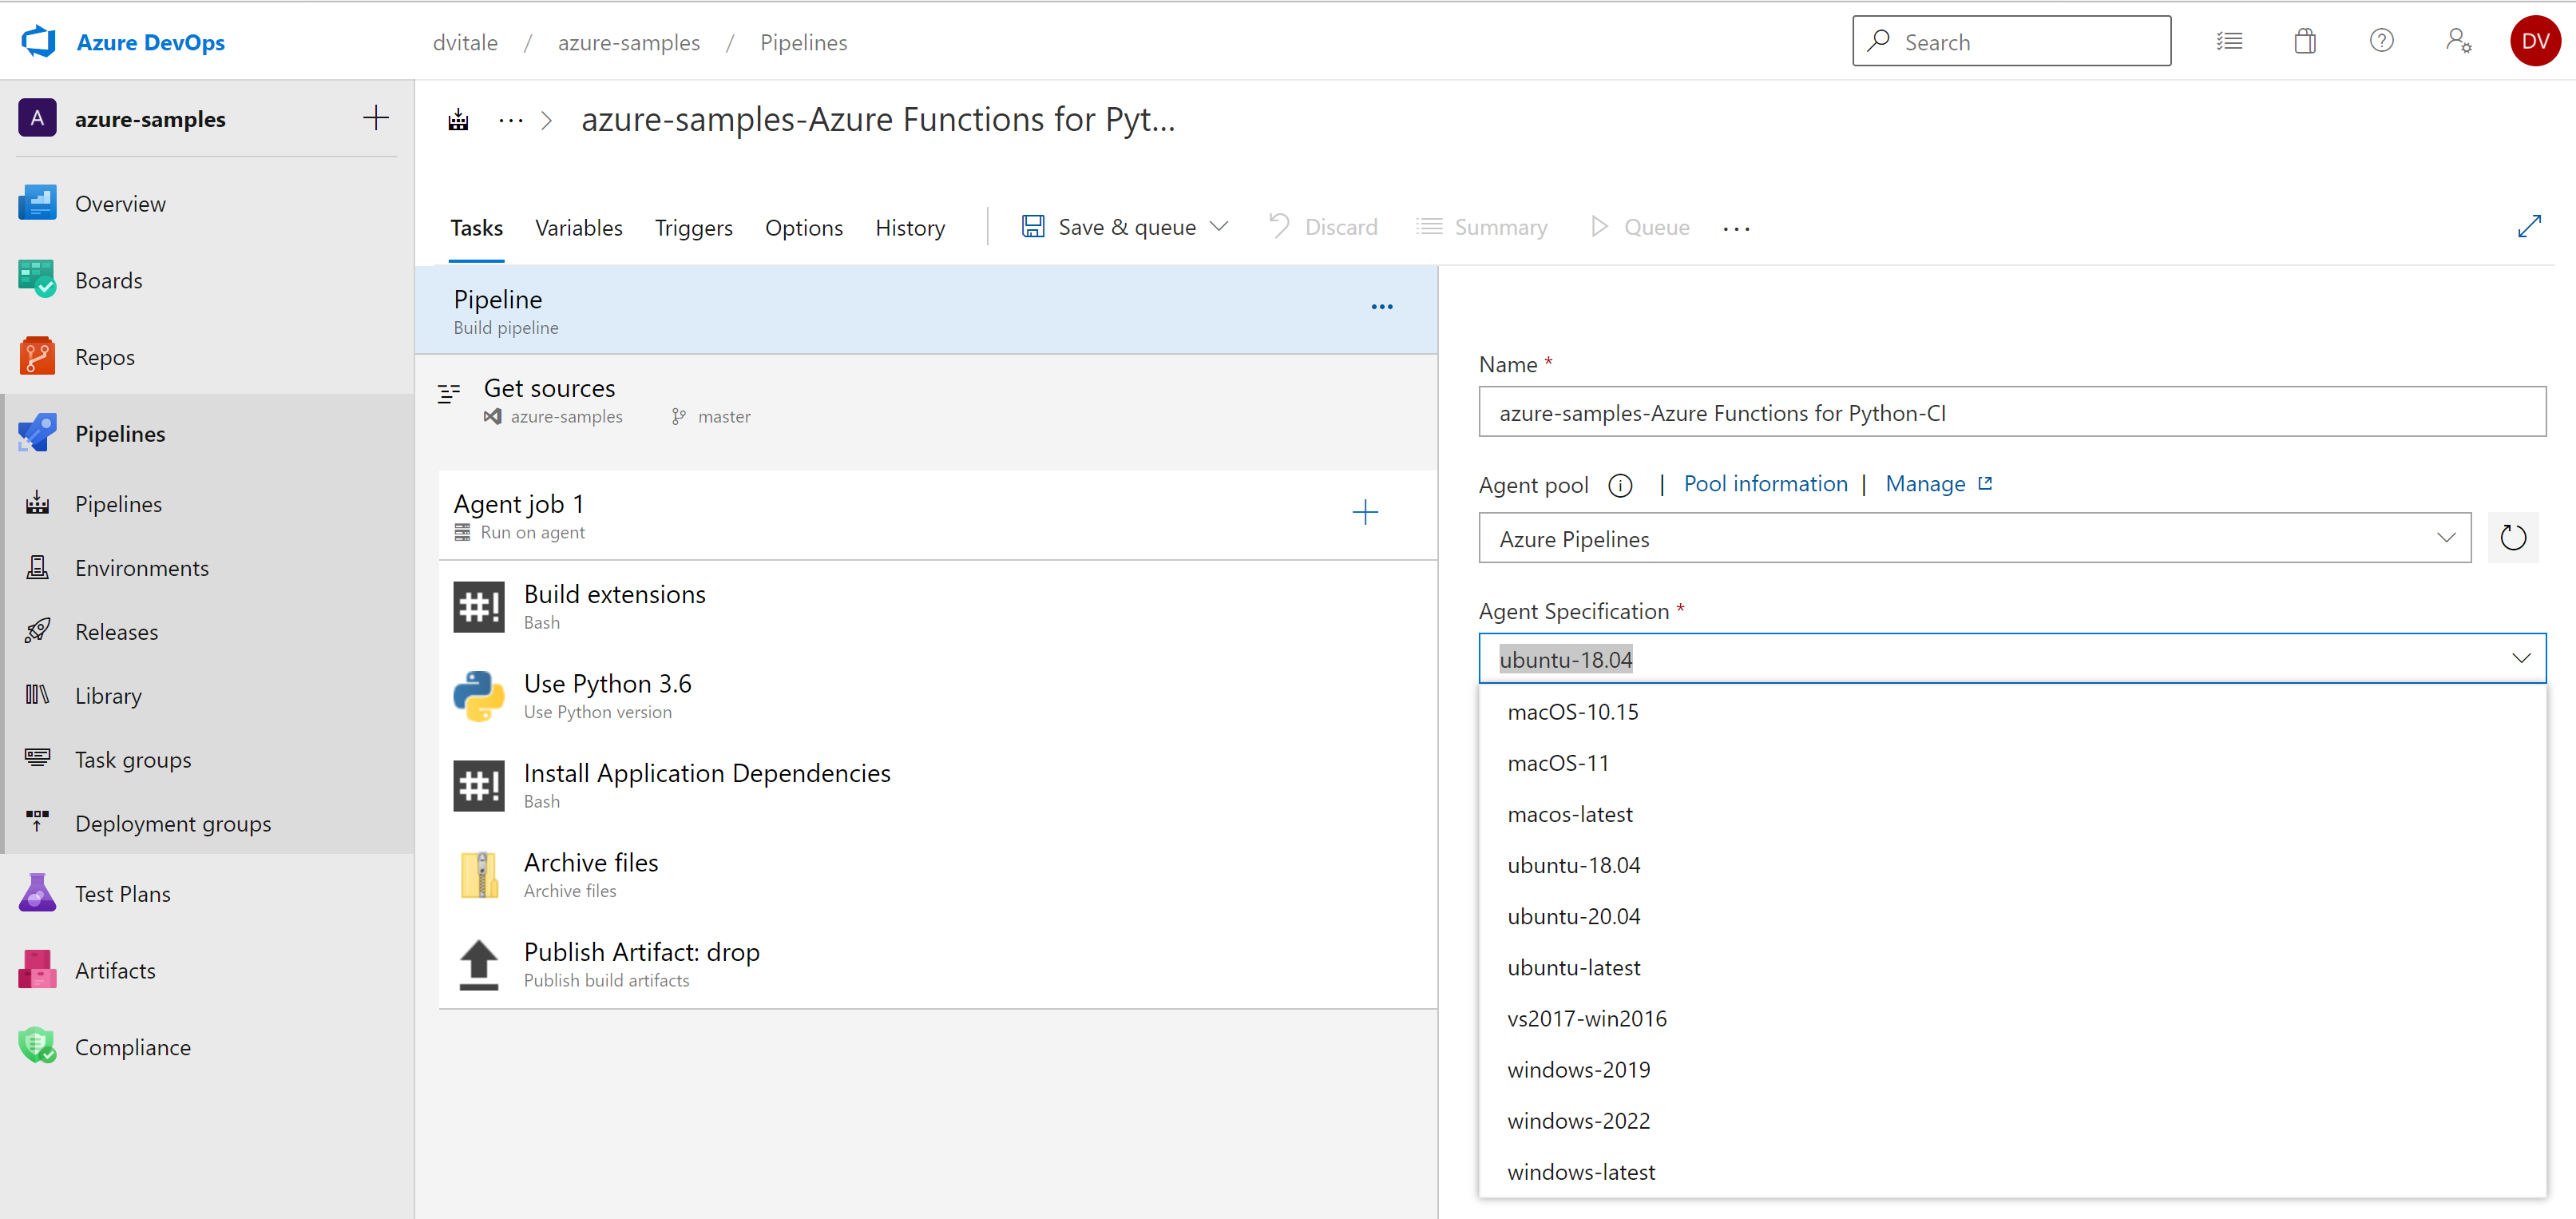 Azure DevOps
dvitale / azure-samples / Pipelines
Search
DV
A azure-samples
Overview
Boards
Repos
Pipelines
Pipelines
Environments
Releases
Library
Task groups
Deployment groups
Test Plans
Artifacts
Compliance
... > azure-samples-Azure Functions for Pyt...
Tasks Variables Triggers Options History Save & queue Discard Summary Queue ...
Pipeline ...
Build pipeline
Get sources
azure-samples master
Agent job 1
Run on agent
#! Build extensions
Bash
Use Python 3.6
Use Python version
#! Install Application Dependencies
Bash
Archive files
Archive files
Publish Artifact: drop
Publish build artifacts
Name *
azure-samples-Azure Functions for Python-CI
Agent pool | Pool information | Manage
Azure Pipelines
Agent Specification *
ubuntu-18.04
macOS-10.15
macOS-11
macos-latest
ubuntu-18.04
ubuntu-20.04
ubuntu-latest
vs2017-win2016
windows-2019
windows-2022
windows-latest